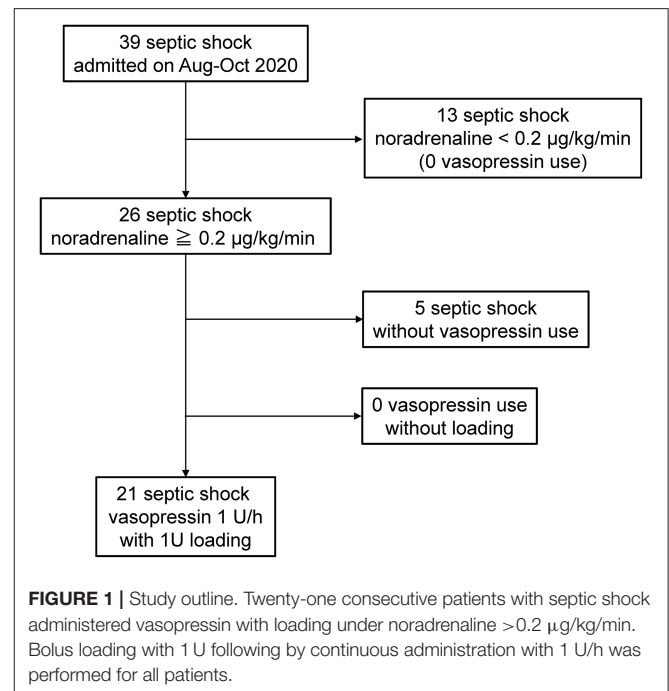 39 septic shock
admitted on Aug-Oct 2020
13 septic shock
noradrenaline < 0.2 µg/kg/min
(0 vasopressin use)
26 septic shock
noradrenaline ≧ 0.2 µg/kg/min
5 septic shock
without vasopressin use
0 vasopressin use
without loading
21 septic shock
vasopressin 1 U/h
with 1U loading
FIGURE 1 | Study outline. Twenty-one consecutive patients with septic shock
administered vasopressin with loading under noradrenaline >0.2 µg/kg/min.
Bolus loading with 1 U following by continuous administration with 1 U/h was
performed for all patients.